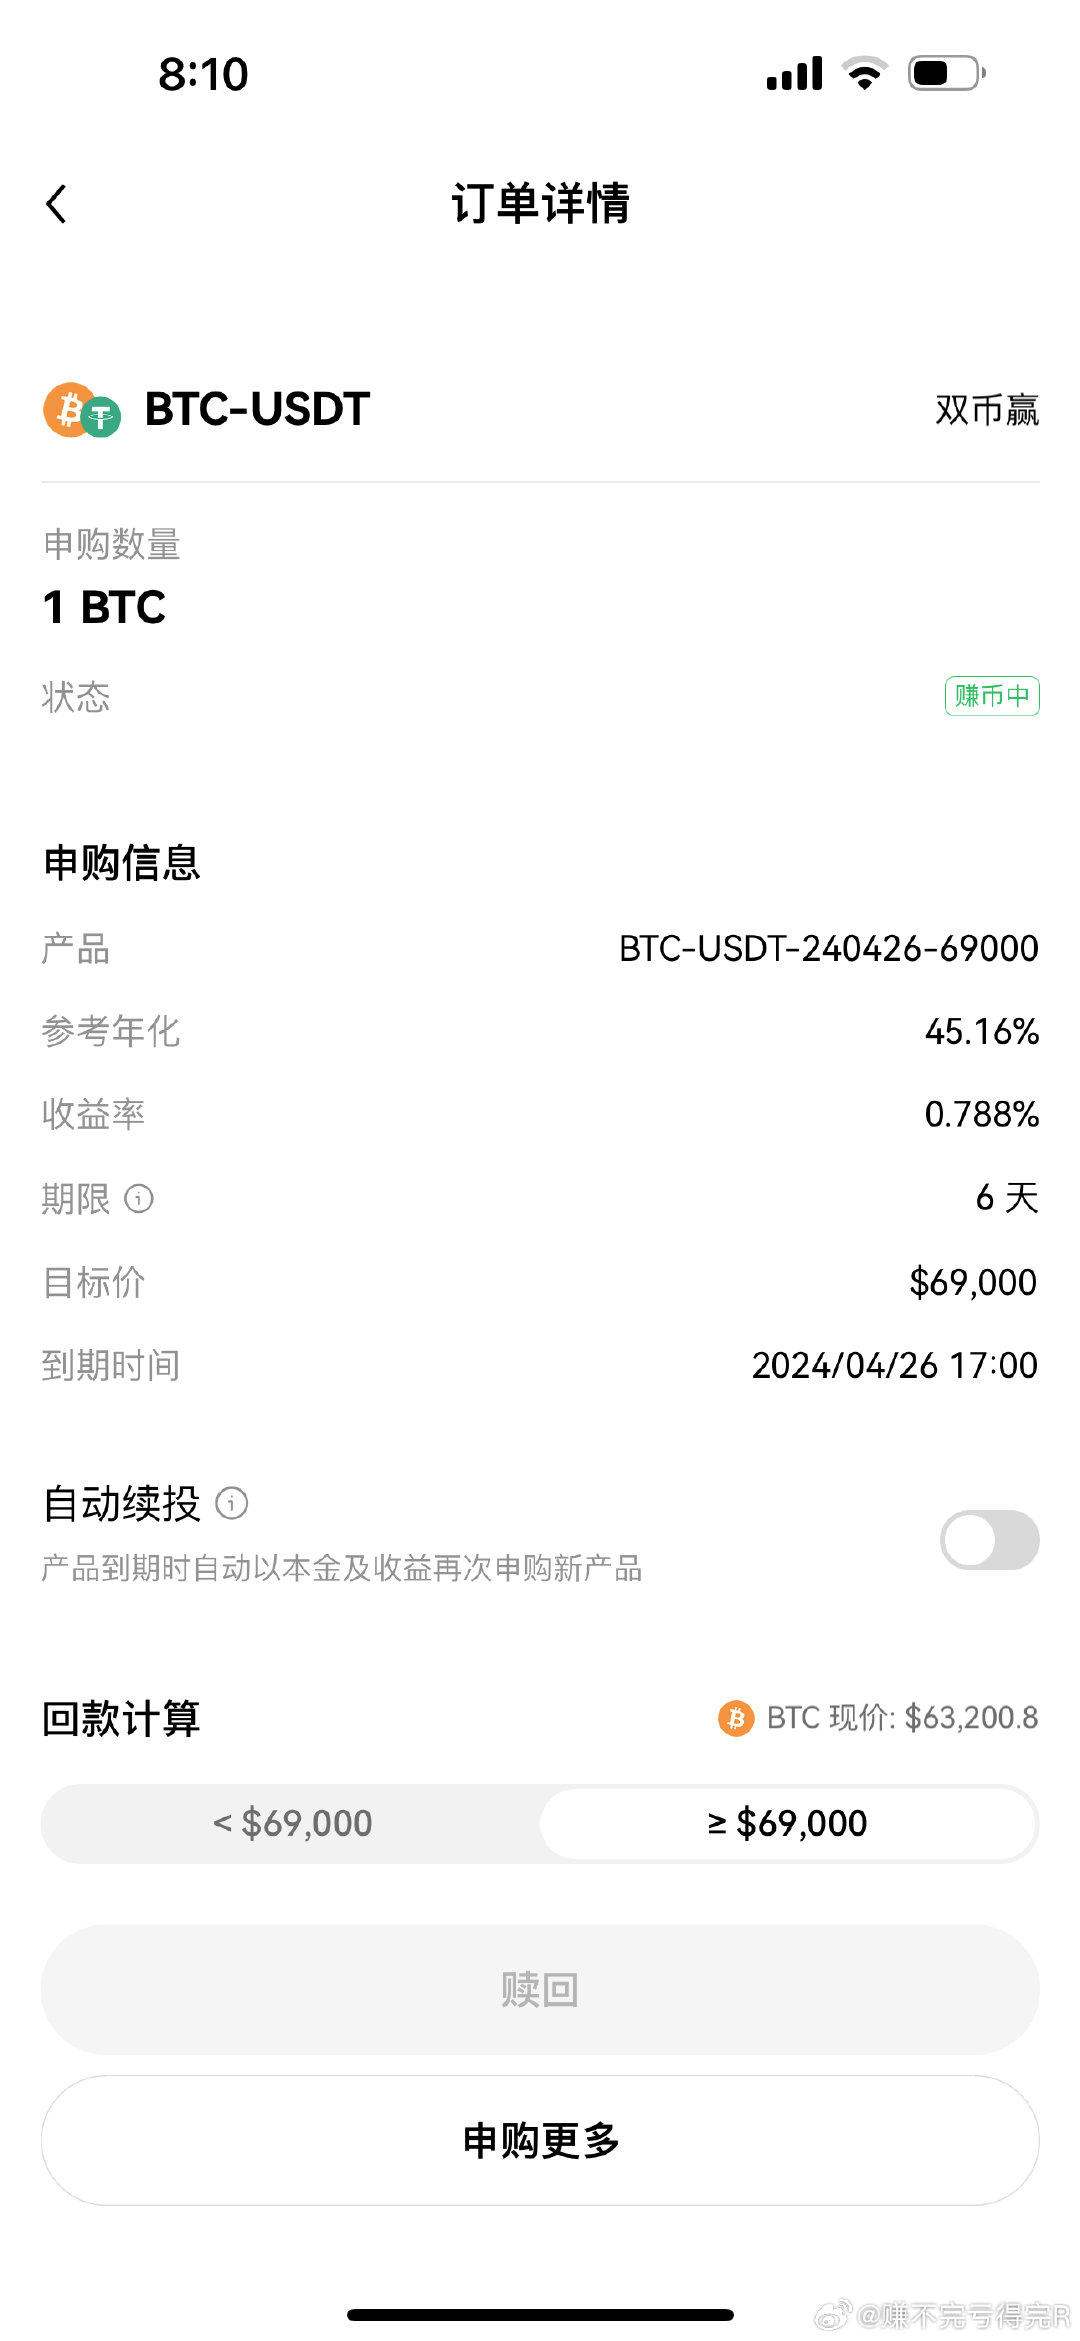 8:10
订单详情
BTC-USDT 双币赢
申购数量
1 BTC
状态 赚币中
申购信息
产品 BTC-USDT-240426-69000
参考年化 45.16%
收益率 0.788%
期限 6 天
目标价 $69,000
到期时间 2024/04/26 17:00
自动续投
产品到期时自动以本金及收益再次申购新产品
回款计算 BTC 现价: $63,200.8
< $69,000 ≥ $69,000
赎回
申购更多
@赚不完亏得完R